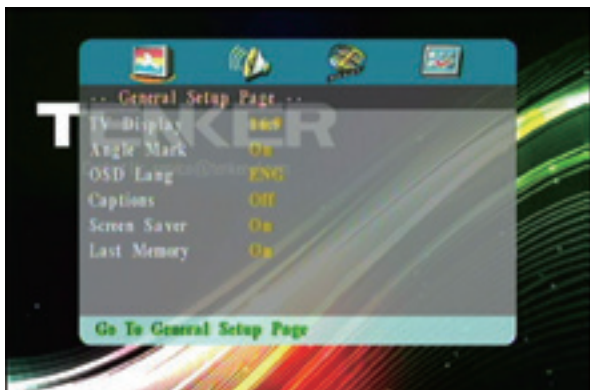 -- General Setup Page --
TENKER
TV Display 16:9
Angle Mark On
OSD Lang ENG
Captions Off
Screen Saver On
Last Memory On
Go To General Setup Page